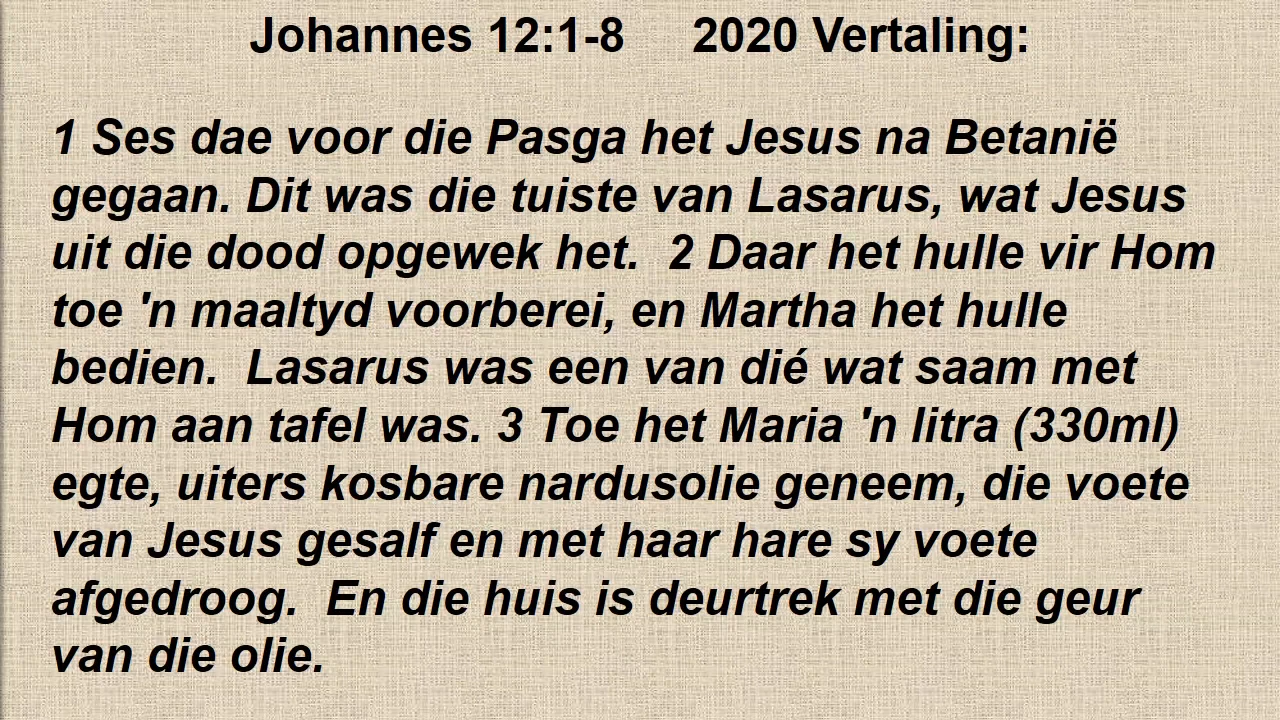 Johannes 12:1-8 2020 Vertaling:
1 Ses dae voor die Pasga het Jesus na Betanië
gegaan. Dit was die tuiste van Lasarus, wat Jesus
uit die dood opgewek het. 2 Daar het hulle vir Hom
toe 'n maaltyd voorberei, en Martha het hulle
bedien. Lasarus was een van dié wat saam met
Hom aan tafel was. 3 Toe het Maria 'n litra (330ml)
egte, uiters kosbare nardusolie geneem, die voete
van Jesus gesalf en met haar hare sy voete
afgedroog. En die huis is deurtrek met die geur
van die olie.